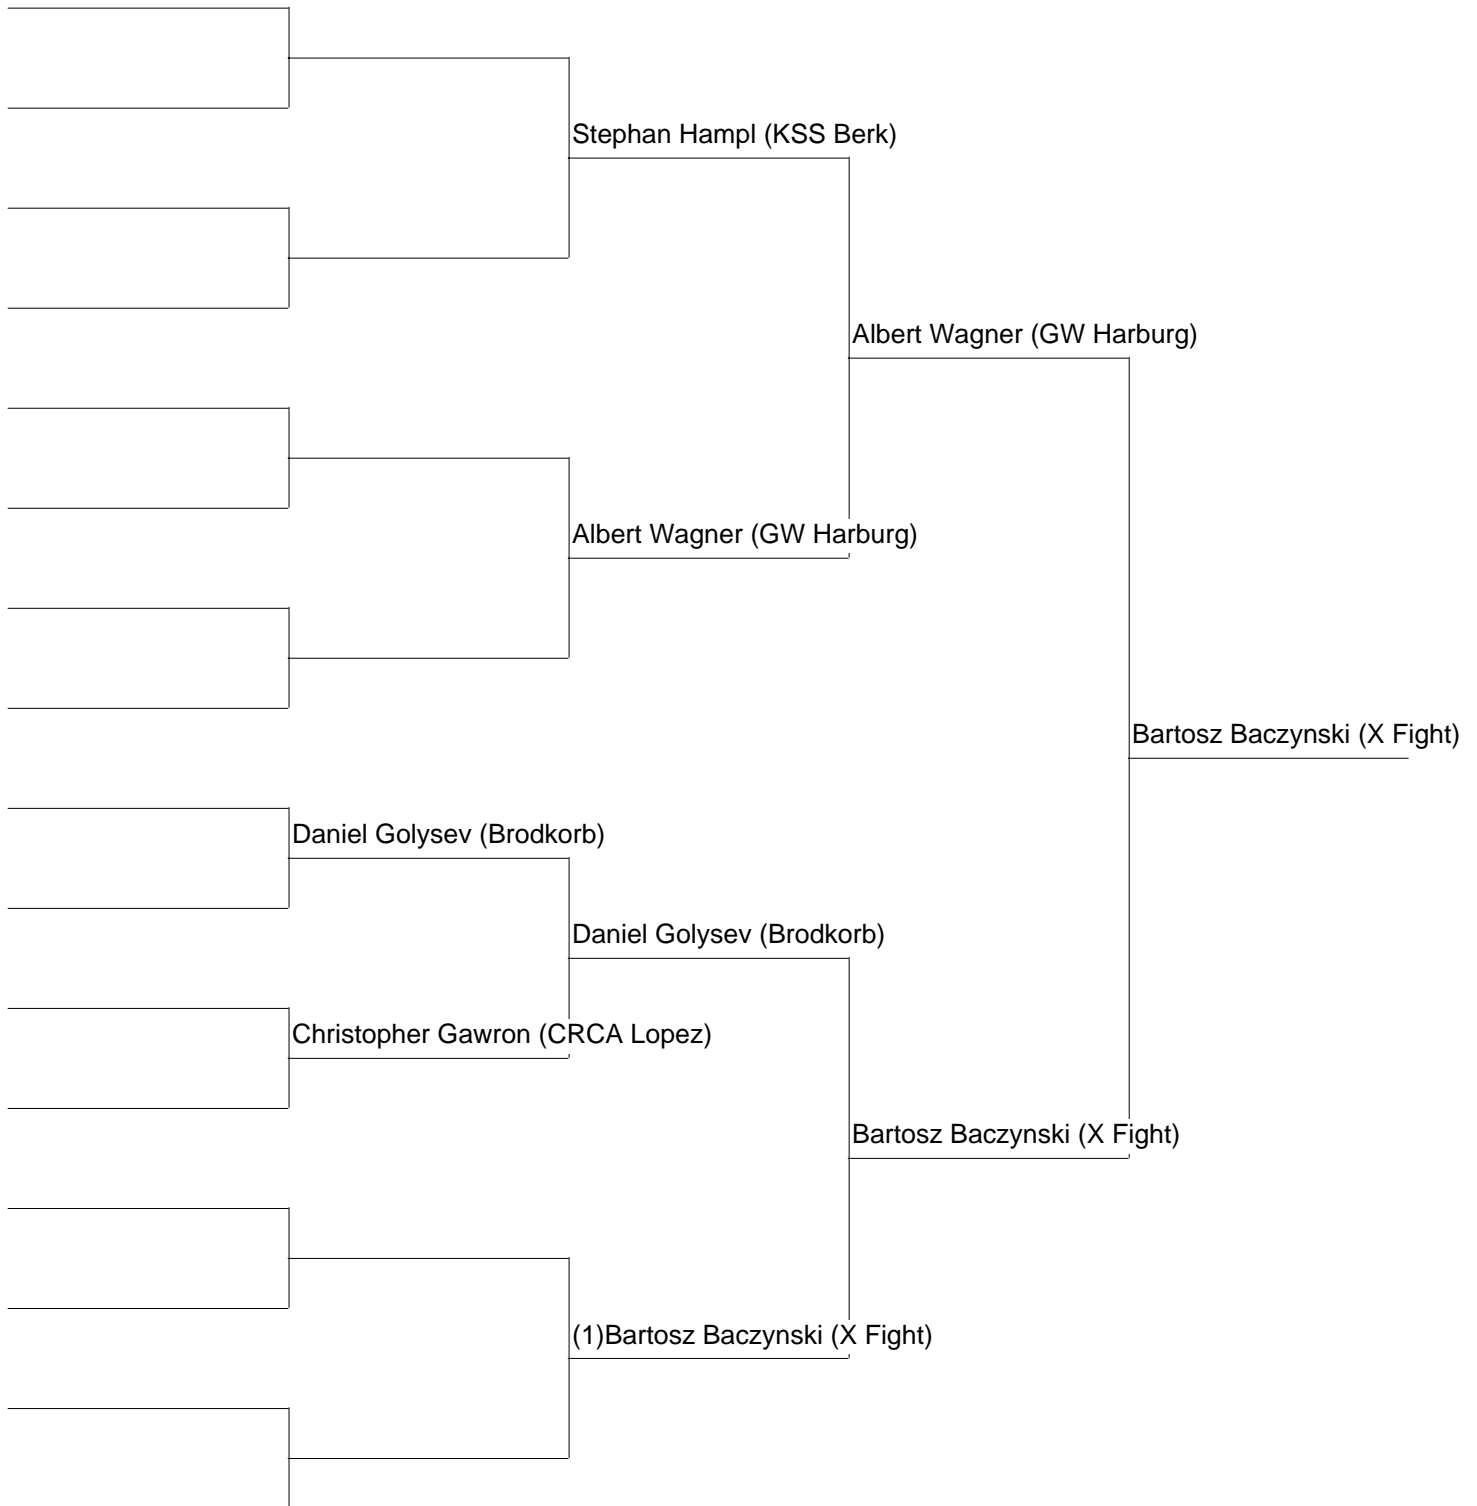 Stephan Hampl (KSS Berk)
Albert Wagner (GW Harburg)
Albert Wagner (GW Harburg)
Bartosz Baczynski (X Fight)
Daniel Golysev (Brodkorb)
Daniel Golysev (Brodkorb)
Christopher Gawron (CRCA Lopez)
Bartosz Baczynski (X Fight)
(1)Bartosz Baczynski (X Fight)